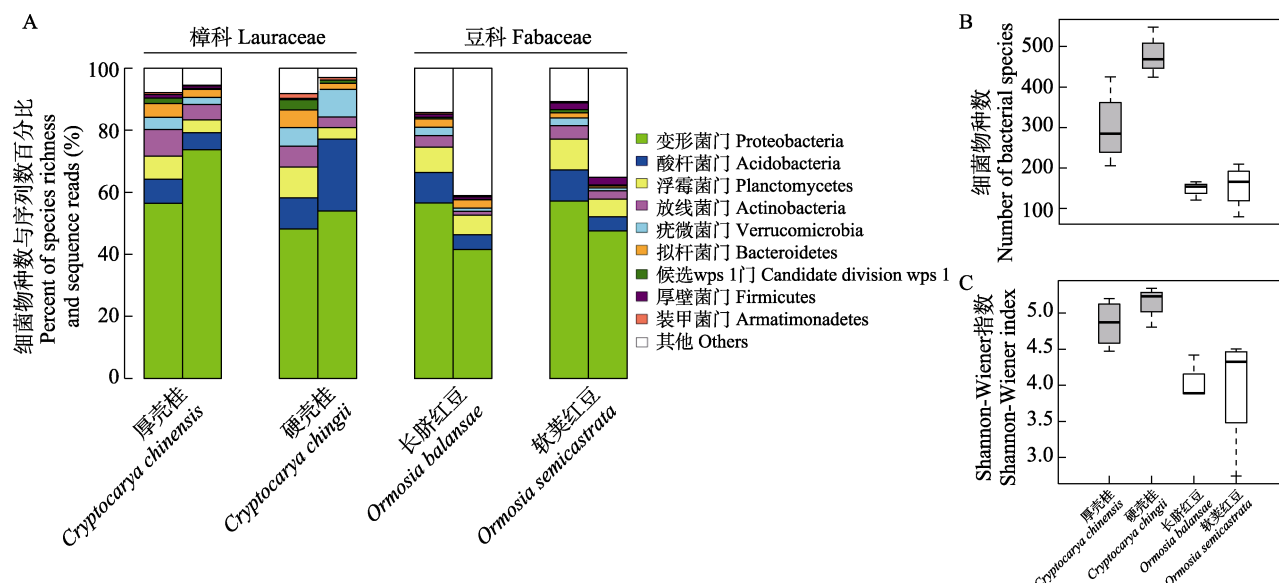 A
樟科 Lauraceae
豆科 Fabaceae
细菌物种数与序列数百分比
Percent of species richness
and sequence reads (%)
100
80
60
40
20
0
厚壳桂
Cryptocarya chinensis
硬壳桂
Cryptocarya chingii
长脐红豆
Ormosia balansae
软荚红豆
Ormosia semicastrata
变形菌门 Proteobacteria
酸杆菌门 Acidobacteria
浮霉菌门 Planctomycetes
放线菌门 Actinobacteria
疣微菌门 Verrucomicrobia
拟杆菌门 Bacteroidetes
候选wps 1门 Candidate division wps 1
厚壁菌门 Firmicutes
装甲菌门 Armatimonadetes
其他 Others
B
细菌物种数
Number of bacterial species
500
400
300
200
100
C
Shannon-Wiener指数
Shannon-Wiener index
5.0
4.5
4.0
3.5
3.0
厚壳桂
Cryptocarya chinensis
硬壳桂
Cryptocarya chingii
长脐红豆
Ormosia balansae
软荚红豆
Ormosia semicastrata